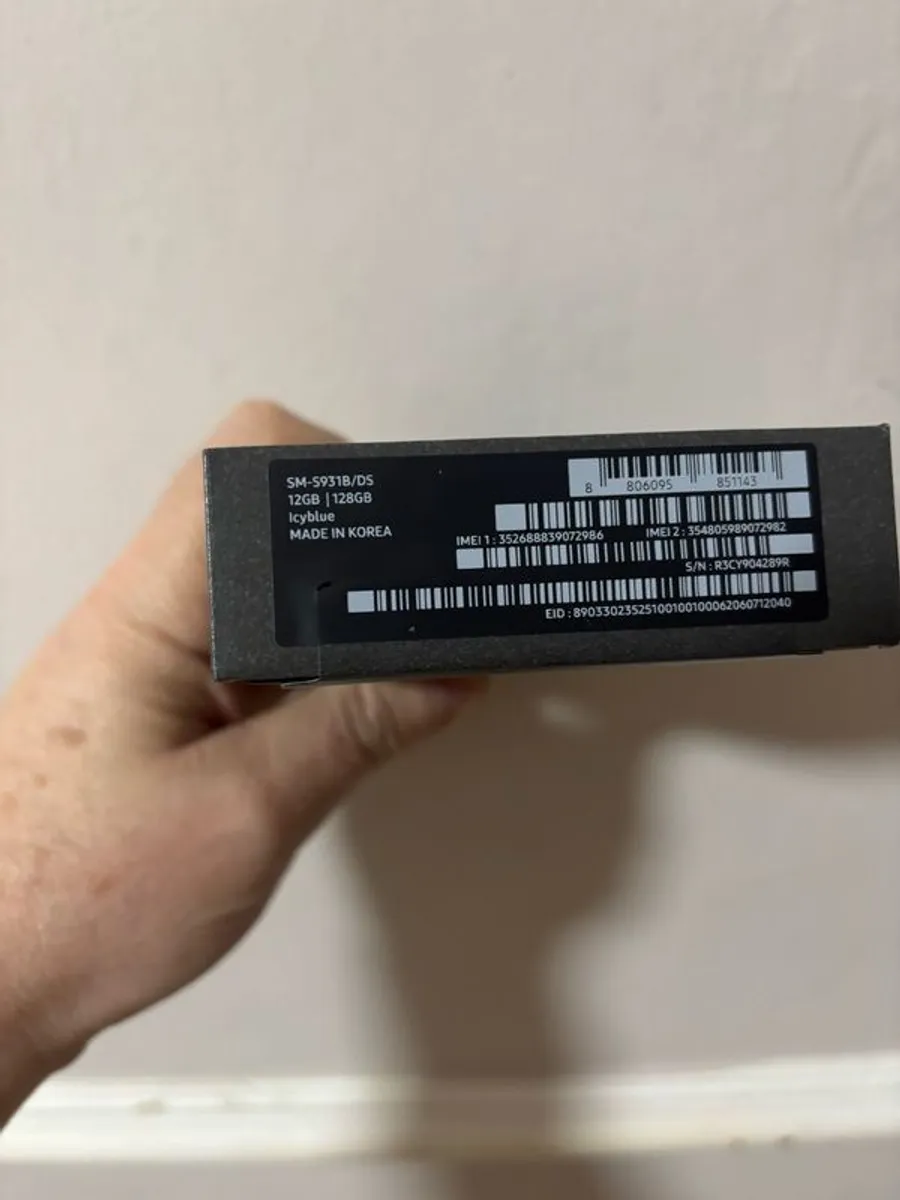 SM-S931B/DS
12GB | 128GB
Icyblue
MADE IN KOREA
8 806095 851143
IMEI 1 : 352688839072986
IMEI 2 : 354805989072982
S/N : R3CY904289R
EID : 89033023525100100100062060712040